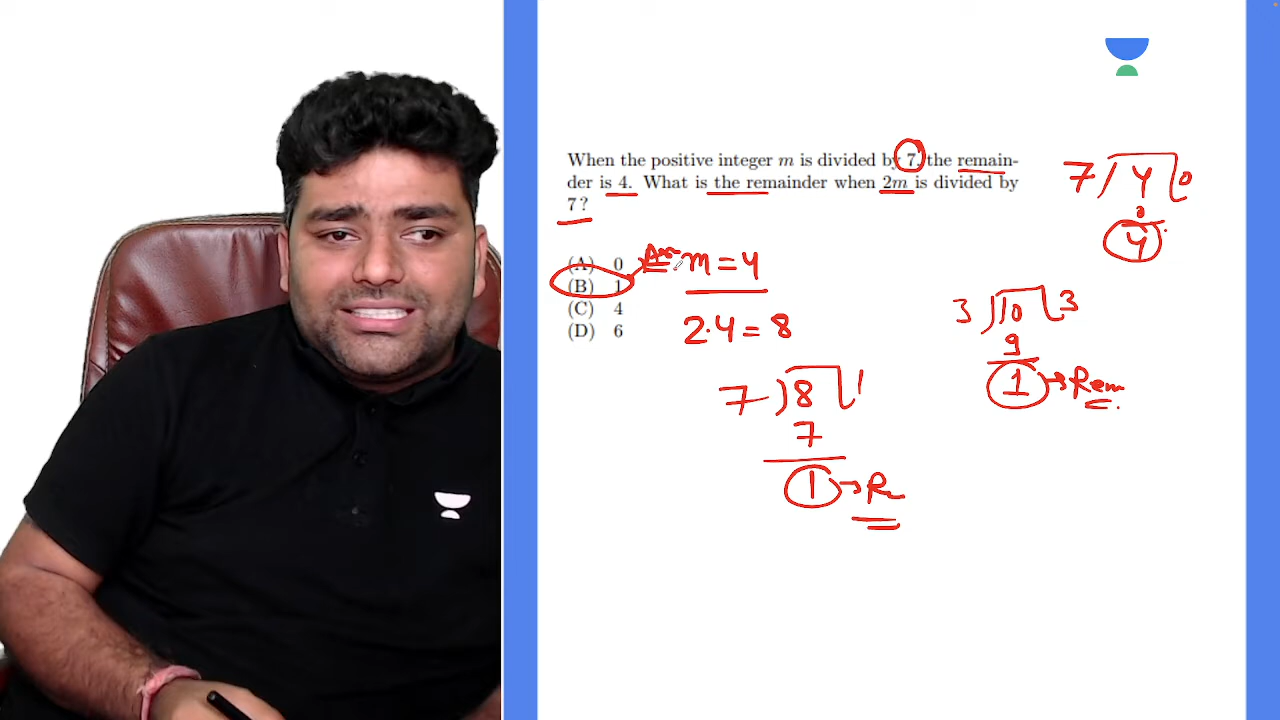 When the positive integer m is divided by 7, the remain-
der is 4. What is the remainder when 2m is divided by
7?
(A) 0
(B) 1
(C) 4
(D) 6
Ans
m = 4
2·4 = 8
7)8(1
7
1 → R
7)4(0
0
4
3)10(3
9
1 → Rem